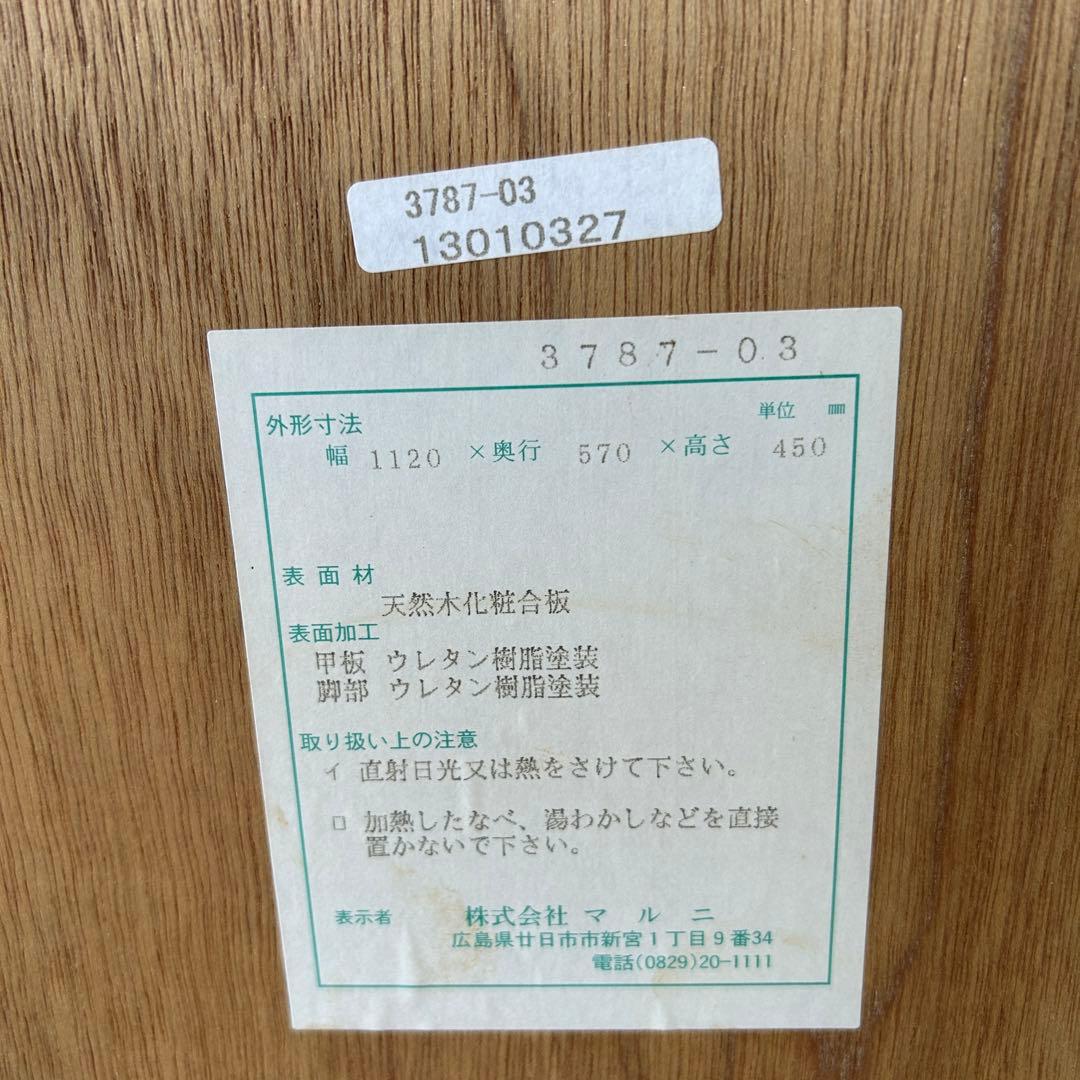 3787-03
13010327
3787-03
外形寸法 単位 ㎜
幅 1120 ×奥行 570 ×高さ 450
表面材
天然木化粧合板
表面加工
甲板 ウレタン樹脂塗装
脚部 ウレタン樹脂塗装
取り扱い上の注意
イ 直射日光又は熱をさけて下さい。
ロ 加熱したなべ、湯わかしなどを直接
置かないで下さい。
表示者 株式会社 マルニ
広島県廿日市市新宮1丁目9番34
電話(0829)20-1111